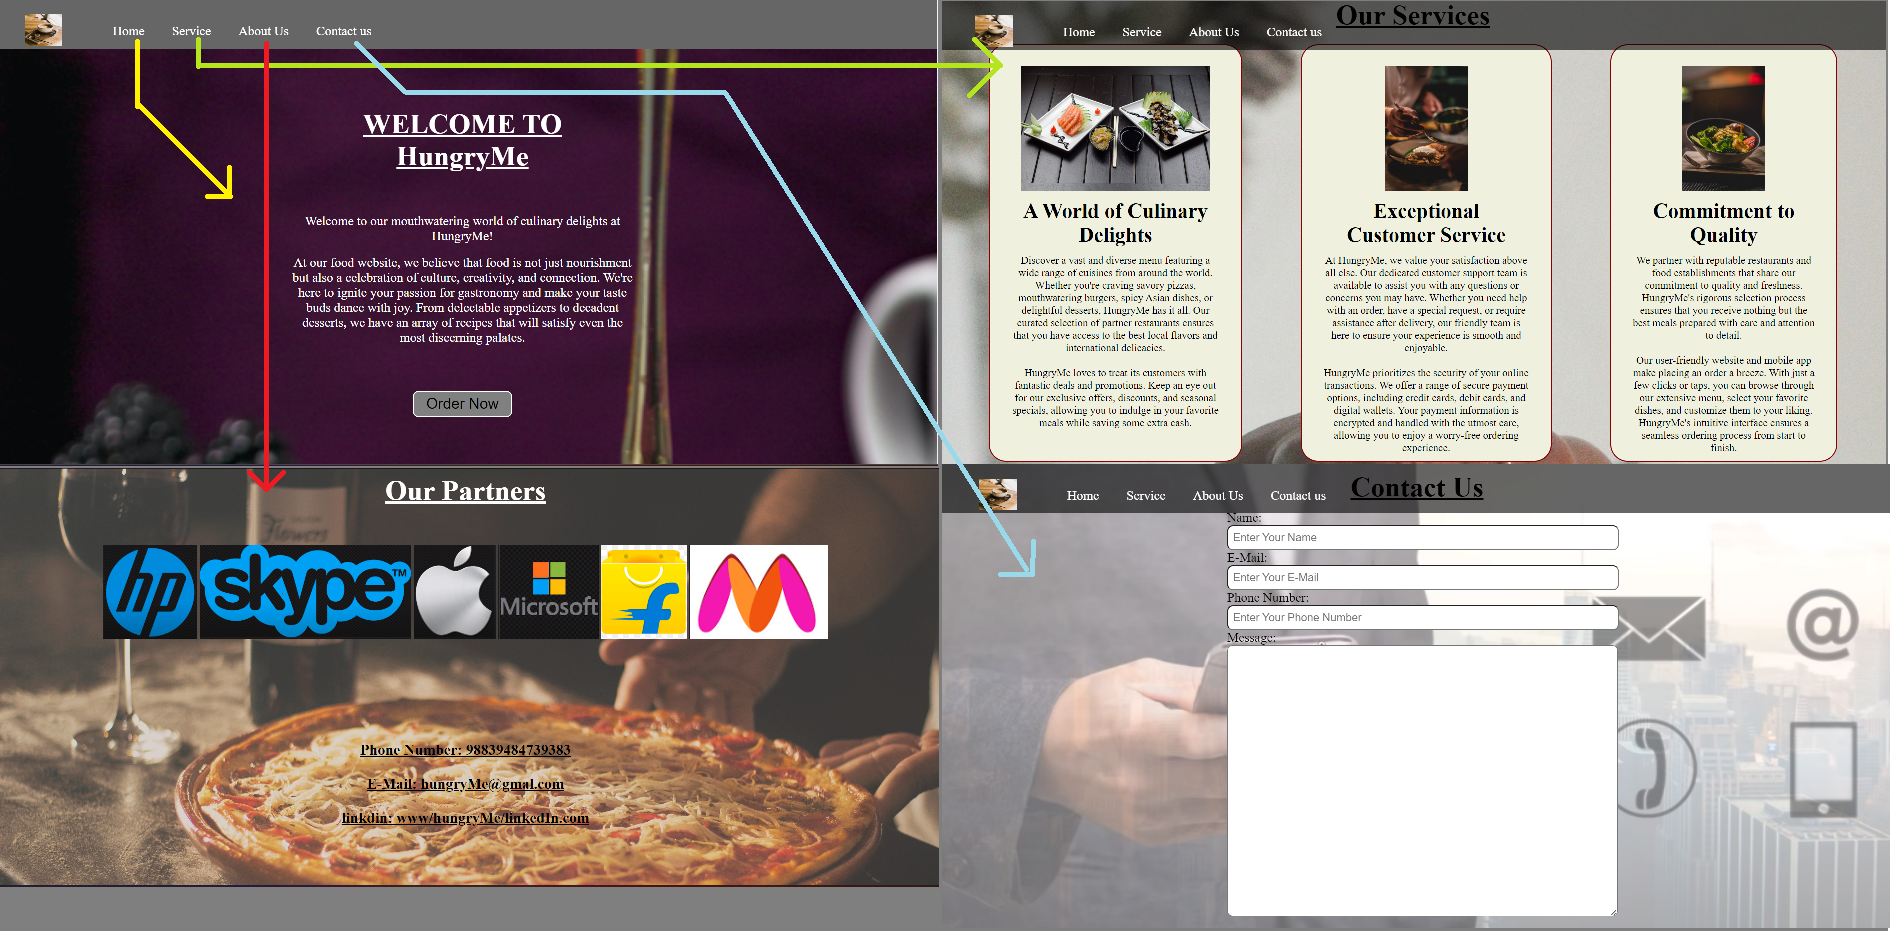 Home Service About Us Contact us
WELCOME TO
HungryMe
Welcome to our mouthwatering world of culinary delights at
HungryMe!
At our food website, we believe that food is not just nourishment
but also a celebration of culture, creativity, and connection. We're
here to ignite your passion for gastronomy and make your taste
buds dance with joy. From delectable appetizers to decadent
desserts, we have an array of recipes that will satisfy even the
most discerning palates.
Order Now
Home Service About Us Contact us
Our Services
A World of Culinary
Delights
Discover a vast and diverse menu featuring a
wide range of cuisines from around the world.
Whether you're craving savory pizzas,
mouthwatering burgers, spicy Asian dishes, or
delightful desserts, HungryMe has it all. Our
curated selection of partner restaurants ensures
that you have access to the best local flavors and
international delicacies.
HungryMe loves to treat its customers with
fantastic deals and promotions. Keep an eye out
for our exclusive offers, discounts, and seasonal
specials, allowing you to indulge in your favorite
meals while saving some extra cash.
Exceptional
Customer Service
At HungryMe, we value your satisfaction above
all else. Our dedicated customer support team is
available to assist you with any questions or
concerns you may have. Whether you need help
with an order, have a special request, or require
assistance after delivery, our friendly team is
here to ensure your experience is smooth and
enjoyable.
HungryMe prioritizes the security of your online
transactions. We offer a range of secure payment
options, including credit cards, debit cards, and
digital wallets. Your payment information is
encrypted and handled with the utmost care,
allowing you to enjoy a worry-free ordering
experience.
Commitment to
Quality
We partner with reputable restaurants and
food establishments that share our
commitment to quality and freshness.
HungryMe's rigorous selection process
ensures that you receive nothing but the
best meals prepared with care and attention
to detail.
Our user-friendly website and mobile app
make placing an order a breeze. With just a
few clicks or taps, you can browse through
our extensive menu, select your favorite
dishes, and customize them to your liking.
HungryMe's intuitive interface ensures a
seamless ordering process from start to
finish.
Our Partners
Flowers
hp skype™ Microsoft f
Phone Number: 98839484739383
E-Mail: hungryMe@gmal.com
linkdin: www/hungryMe/linkedIn.com
Home Service About Us Contact us
Contact Us
Name:
Enter Your Name
E-Mail:
Enter Your E-Mail
Phone Number:
Enter Your Phone Number
Message:
@